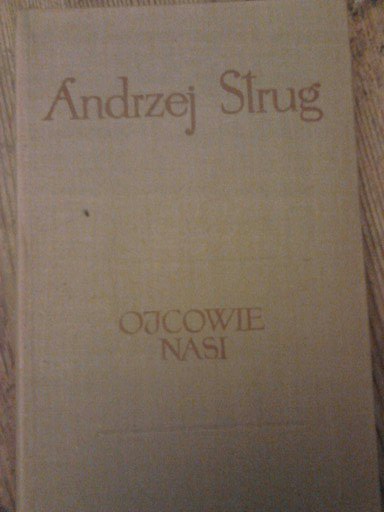 Andrzej Strug
OJCOWIE
NASI